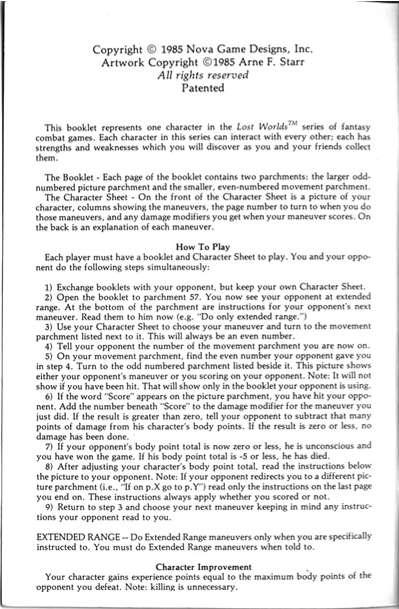 Copyright © 1985 Nova Game Designs, Inc.
Artwork Copyright ©1985 Arne F. Starr
All rights reserved
Patented
This booklet represents one character in the Lost Worlds™ series of fantasy
combat games. Each character in this series can interact with every other; each has
strengths and weaknesses which you will discover as you and your friends collect
them.
The Booklet - Each page of the booklet contains two parchments: the larger odd-
numbered picture parchment and the smaller, even-numbered movement parchment.
The Character Sheet - On the front of the Character Sheet is a picture of your
character, columns showing the maneuvers, the page number to turn to when you do
those maneuvers, and any damage modifiers you get when your maneuver scores. On
the back is an explanation of each maneuver.
How To Play
Each player must have a booklet and Character Sheet to play. You and your oppo-
nent do the following steps simultaneously:
1) Exchange booklets with your opponent, but keep your own Character Sheet.
2) Open the booklet to parchment 57. You now see your opponent at extended
range. At the bottom of the parchment are instructions for your opponent's next
maneuver. Read them to him now (e.g. "Do only extended range.")
3) Use your Character Sheet to choose your maneuver and turn to the movement
parchment listed next to it. This will always be an even number.
4) Tell your opponent the number of the movement parchment you are now on.
5) On your movement parchment, find the even number your opponent gave you
in step 4. Turn to the odd numbered parchment listed beside it. This picture shows
either your opponent's maneuver or you scoring on your opponent. Note: It will not
show if you have been hit. That will show only in the booklet your opponent is using.
6) If the word "Score" appears on the picture parchment, you have hit your oppo-
nent. Add the number beneath "Score" to the damage modifier for the maneuver you
just did. If the result is greater than zero, tell your opponent to subtract that many
points of damage from his character's body points. If the result is zero or less, no
damage has been done.
7) If your opponent's body point total is now zero or less, he is unconscious and
you have won the game. If his body point total is -5 or less, he has died.
8) After adjusting your character's body point total, read the instructions below
the picture to your opponent. Note: If your opponent redirects you to a different pic-
ture parchment (i.e., "If on p.X go to p.Y") read only the instructions on the last page
you end on. These instructions always apply whether you scored or not.
9) Return to step 3 and choose your next maneuver keeping in mind any instruc-
tions your opponent read to you.
EXTENDED RANGE -- Do Extended Range maneuvers only when you are specifically
instructed to. You must do Extended Range maneuvers when told to.
Character Improvement
Your character gains experience points equal to the maximum body points of the
opponent you defeat. Note: killing is unnecessary.